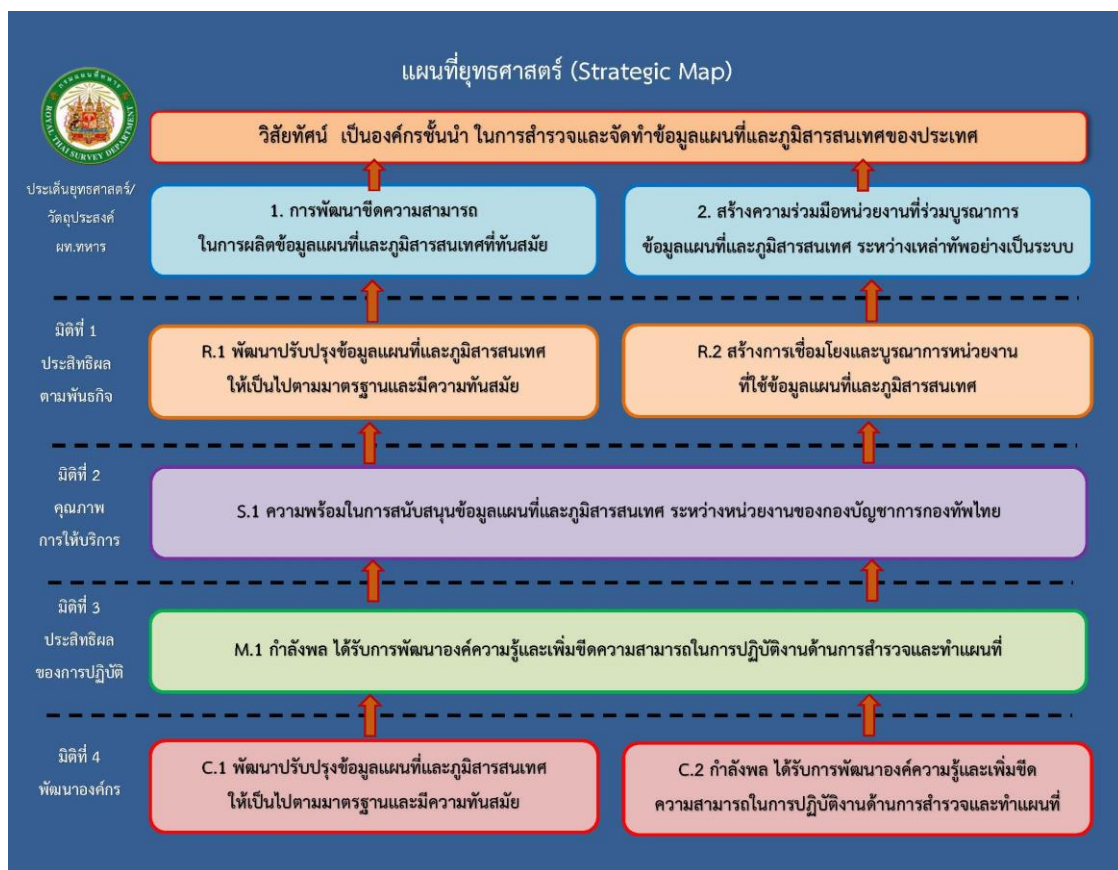 แผนที่ยุทธศาสตร์ (Strategic Map)
กรมแผนที่ทหาร
ROYAL THAI SURVEY DEPARTMENT
วิสัยทัศน์ เป็นองค์กรชั้นนำ ในการสำรวจและจัดทำข้อมูลแผนที่และภูมิสารสนเทศของประเทศ
ประเด็นยุทธศาสตร์/
วัตถุประสงค์
ผท.ทหาร
1. การพัฒนาขีดความสามารถ
ในการผลิตข้อมูลแผนที่และภูมิสารสนเทศที่ทันสมัย
2. สร้างความร่วมมือหน่วยงานที่ร่วมบูรณาการ
ข้อมูลแผนที่และภูมิสารสนเทศ ระหว่างเหล่าทัพอย่างเป็นระบบ
มิติที่ 1
ประสิทธิผล
ตามพันธกิจ
R.1 พัฒนาปรับปรุงข้อมูลแผนที่และภูมิสารสนเทศ
ให้เป็นไปตามมาตรฐานและมีความทันสมัย
R.2 สร้างการเชื่อมโยงและบูรณาการหน่วยงาน
ที่ใช้ข้อมูลแผนที่และภูมิสารสนเทศ
มิติที่ 2
คุณภาพ
การให้บริการ
S.1 ความพร้อมในการสนับสนุนข้อมูลแผนที่และภูมิสารสนเทศ ระหว่างหน่วยงานของกองบัญชาการกองทัพไทย
มิติที่ 3
ประสิทธิผล
ของการปฏิบัติ
M.1 กำลังพล ได้รับการพัฒนาองค์ความรู้และเพิ่มขีดความสามารถในการปฏิบัติงานด้านการสำรวจและทำแผนที่
มิติที่ 4
พัฒนาองค์กร
C.1 พัฒนาปรับปรุงข้อมูลแผนที่และภูมิสารสนเทศ
ให้เป็นไปตามมาตรฐานและมีความทันสมัย
C.2 กำลังพล ได้รับการพัฒนาองค์ความรู้และเพิ่มขีด
ความสามารถในการปฏิบัติงานด้านการสำรวจและทำแผนที่